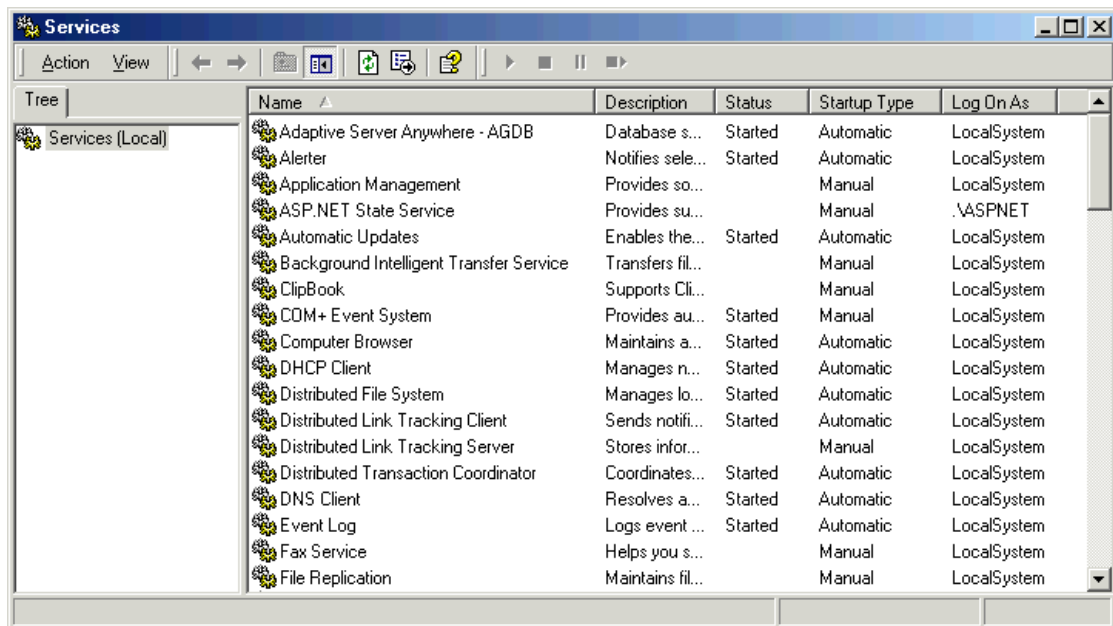 Services
Action View
Tree
Services (Local)
Name Description Status Startup Type Log On As
Adaptive Server Anywhere - AGDB Database s... Started Automatic LocalSystem
Alerter Notifies sele... Started Automatic LocalSystem
Application Management Provides so... Manual LocalSystem
ASP.NET State Service Provides su... Manual .\ASPNET
Automatic Updates Enables the... Started Automatic LocalSystem
Background Intelligent Transfer Service Transfers fil... Manual LocalSystem
ClipBook Supports Cli... Manual LocalSystem
COM+ Event System Provides au... Started Manual LocalSystem
Computer Browser Maintains a... Started Automatic LocalSystem
DHCP Client Manages n... Started Automatic LocalSystem
Distributed File System Manages lo... Started Automatic LocalSystem
Distributed Link Tracking Client Sends notifi... Started Automatic LocalSystem
Distributed Link Tracking Server Stores infor... Manual LocalSystem
Distributed Transaction Coordinator Coordinates... Started Automatic LocalSystem
DNS Client Resolves a... Started Automatic LocalSystem
Event Log Logs event ... Started Automatic LocalSystem
Fax Service Helps you s... Manual LocalSystem
File Replication Maintains fil... Manual LocalSystem